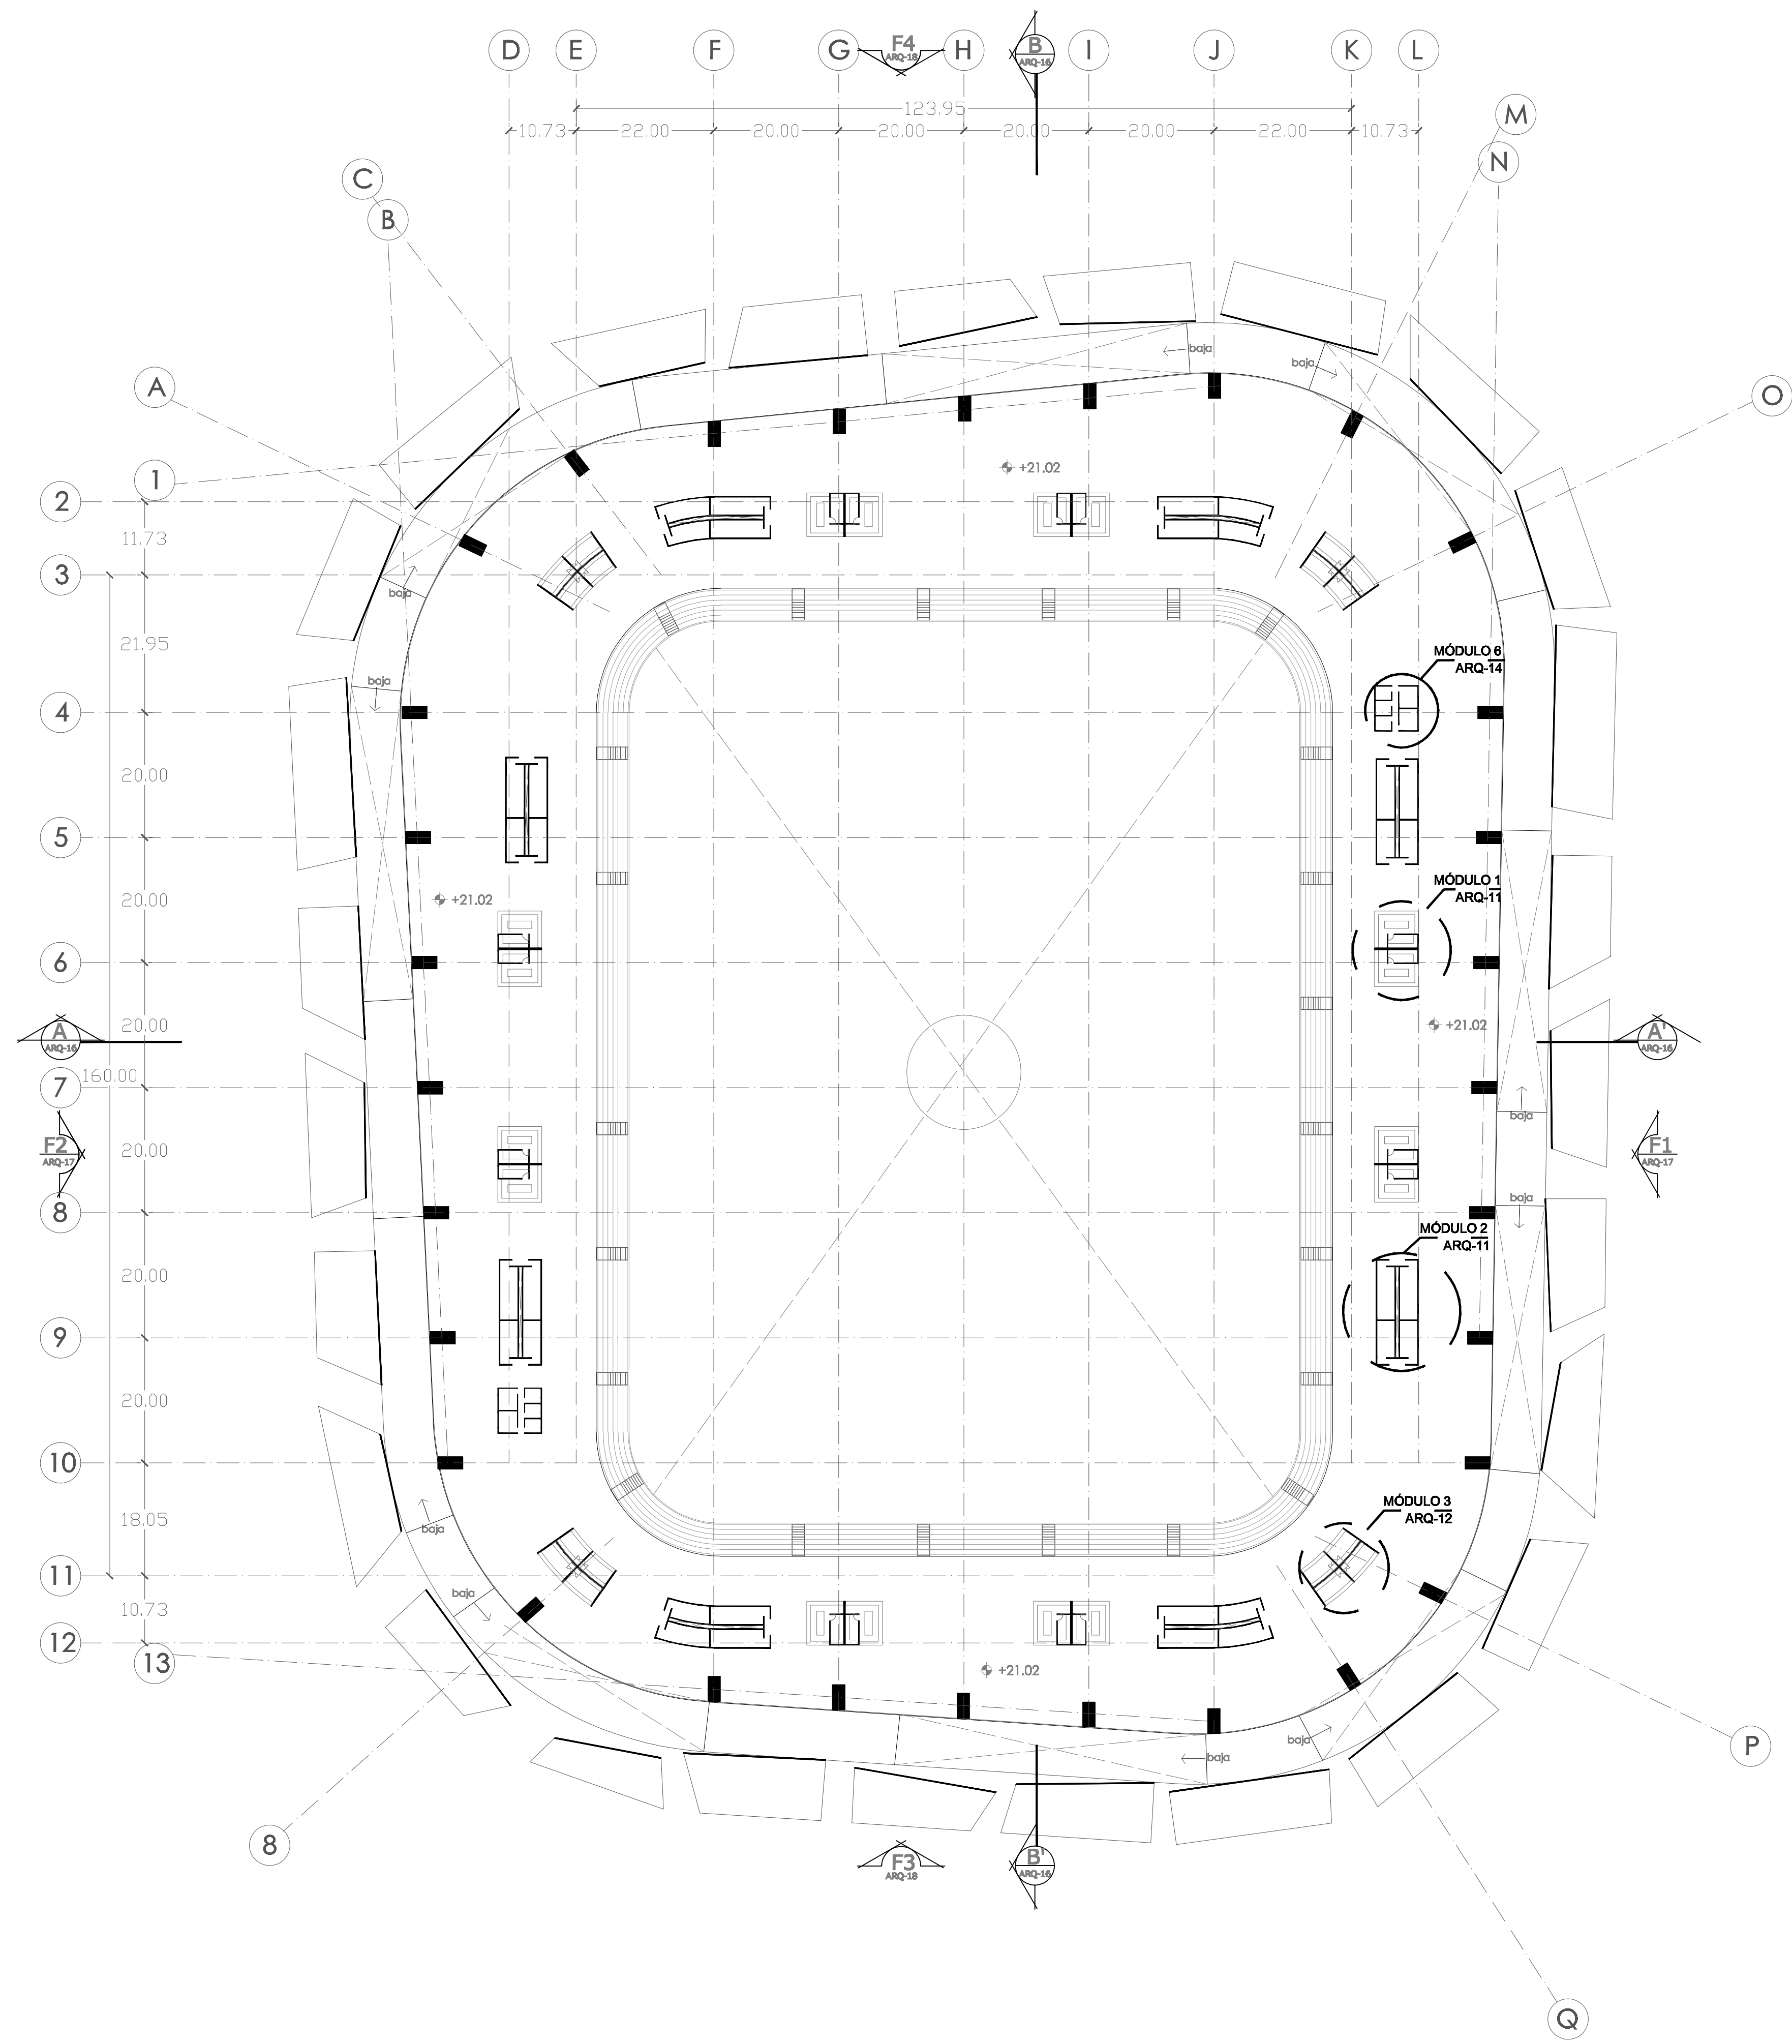 D E F G F4 H B I J K L
ARQ-18 ARQ-16
123.95
10.73 22.00 20.00 20.00 20.00 20.00 22.00 10.73
M
N
C
B
baja
baja
A
O
1
+21.02
2
11.73
3
baja
21.95
MÓDULO 6
ARQ-14
baja
4
20.00
5
MÓDULO 1
ARQ-11
20.00
+21.02
6
20.00
+21.02
A
ARQ-16
A'
ARQ-16
160.00
7
baja
F2
ARQ-17
20.00
F1
ARQ-17
baja
8
MÓDULO 2
ARQ-11
20.00
9
20.00
10
MÓDULO 3
ARQ-12
18.05
baja
11
baja
10.73
12
13
+21.02
baja
baja
P
8
F3
ARQ-18
B'
ARQ-16
Q